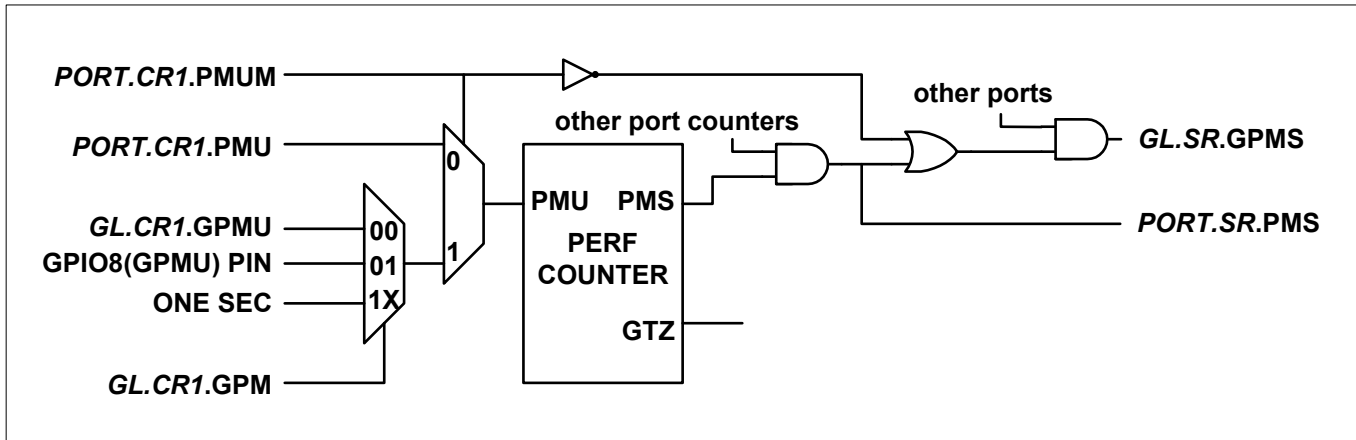 PORT.CR1.PMUM
other ports
other port counters
PORT.CR1.PMU
0
GL.SR.GPMS
PMU PMS
GL.CR1.GPMU
00
PORT.SR.PMS
PERF
COUNTER
GPIO8(GPMU) PIN
01
1
ONE SEC
1X
GTZ
GL.CR1.GPM